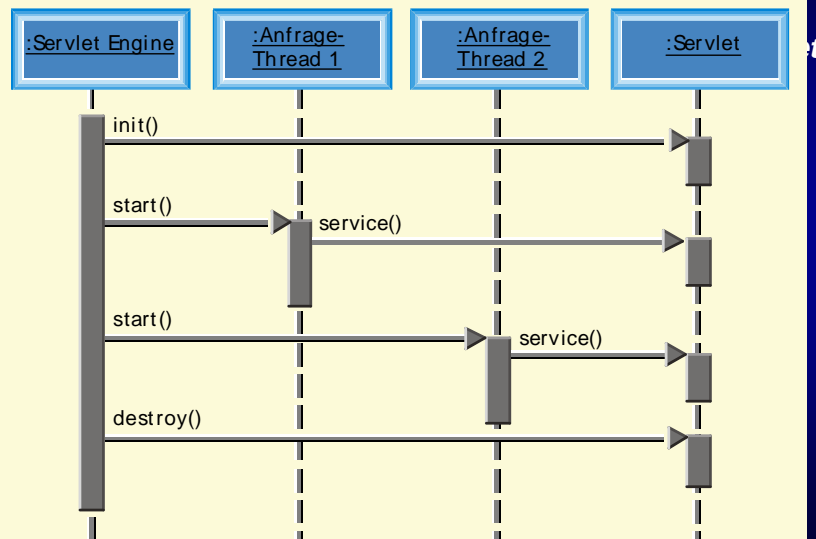 :Servlet Engine
:Anfrage-
Thread 1
:Anfrage-
Thread 2
:Servlet
init()
start()
service()
start()
service()
destroy()